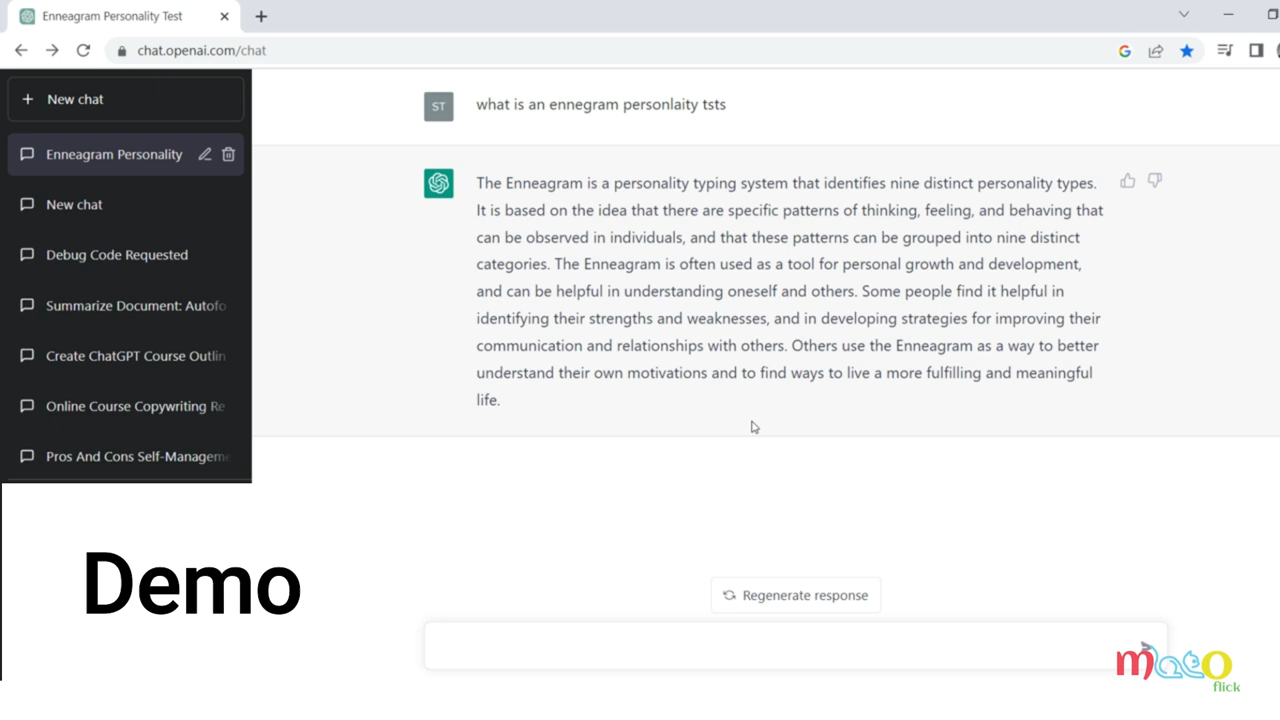 Enneagram Personality Test
chat.openai.com/chat
New chat
Enneagram Personality
New chat
Debug Code Requested
Summarize Document: Autofo
Create ChatGPT Course Outlin
Online Course Copywriting Re
Pros And Cons Self-Manageme
ST
what is an ennegram personlaity tsts
The Enneagram is a personality typing system that identifies nine distinct personality types.
It is based on the idea that there are specific patterns of thinking, feeling, and behaving that
can be observed in individuals, and that these patterns can be grouped into nine distinct
categories. The Enneagram is often used as a tool for personal growth and development,
and can be helpful in understanding oneself and others. Some people find it helpful in
identifying their strengths and weaknesses, and in developing strategies for improving their
communication and relationships with others. Others use the Enneagram as a way to better
understand their own motivations and to find ways to live a more fulfilling and meaningful
life.
Demo
Regenerate response
flick